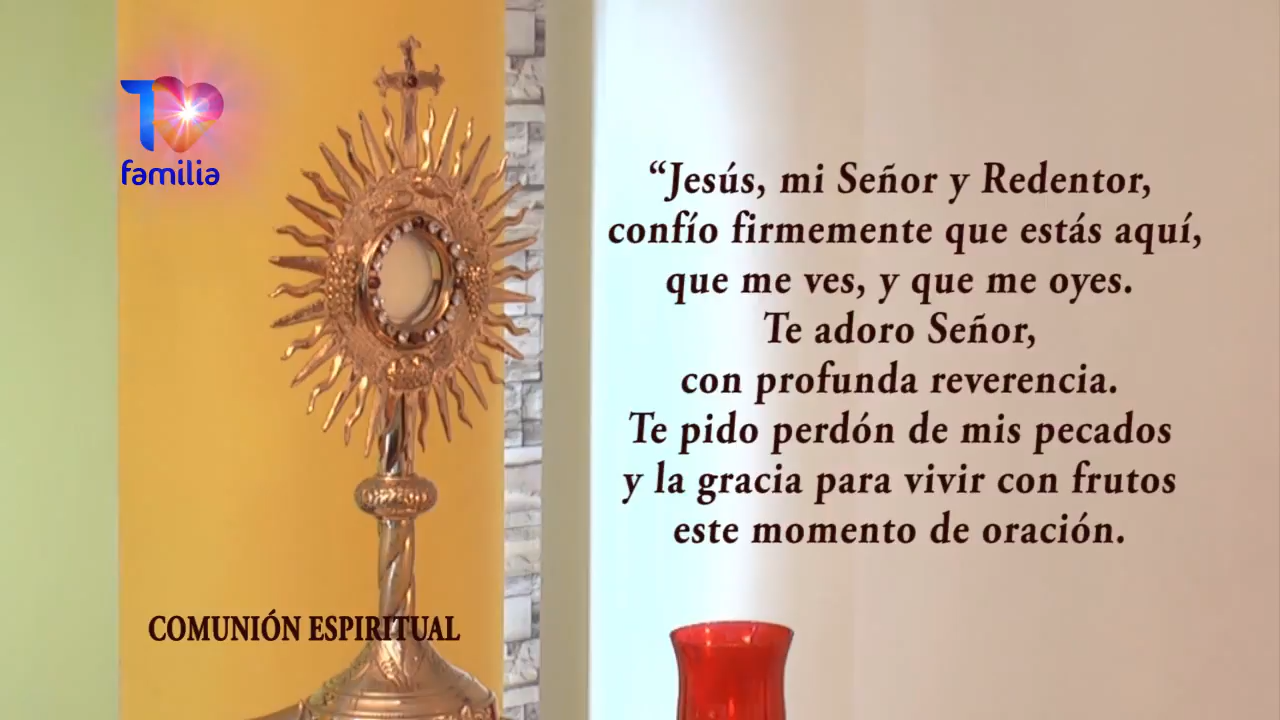 TV
familia
“Jesús, mi Señor y Redentor,
confío firmemente que estás aquí,
que me ves, y que me oyes.
Te adoro Señor,
con profunda reverencia.
Te pido perdón de mis pecados
y la gracia para vivir con frutos
este momento de oración.
COMUNIÓN ESPIRITUAL